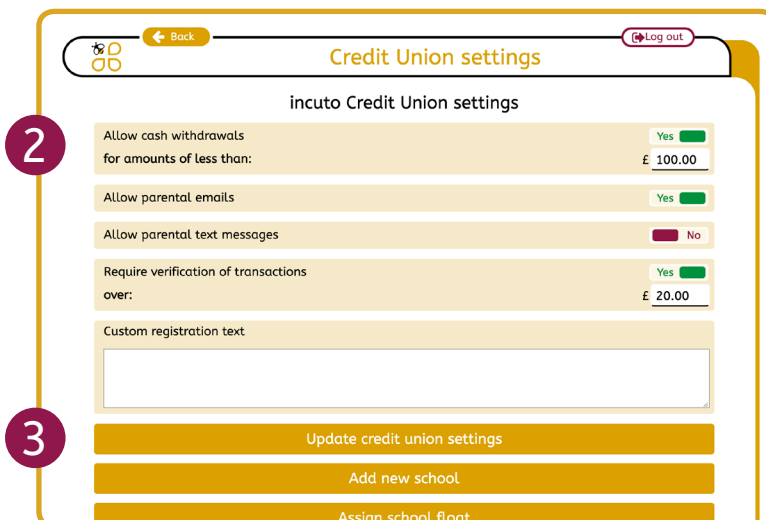 Back
Log out
Credit Union settings
incuto Credit Union settings
2
Allow cash withdrawals
Yes
for amounts of less than:
£ 100.00
Allow parental emails
Yes
Allow parental text messages
No
Require verification of transactions
Yes
over:
£ 20.00
Custom registration text
3
Update credit union settings
Add new school
Assign school float